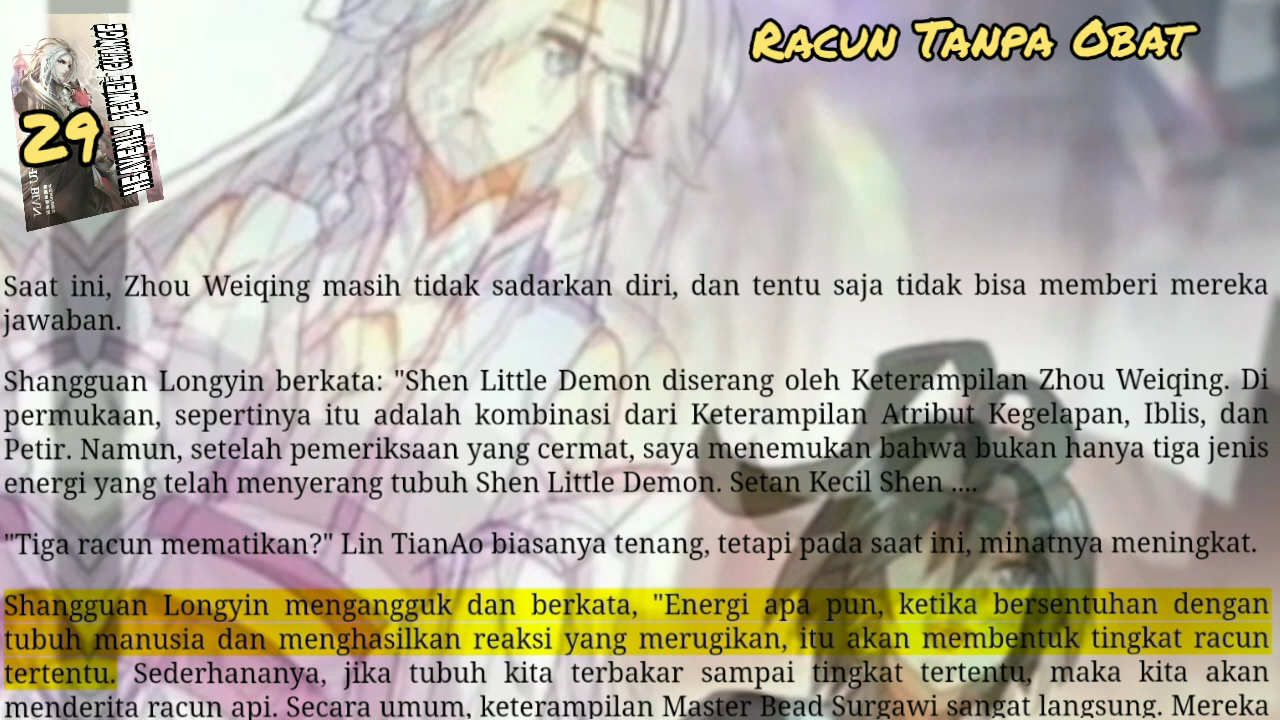 Racun Tanpa Obat
29
Saat ini, Zhou Weiqing masih tidak sadarkan diri, dan tentu saja tidak bisa memberi mereka
jawaban.
Shangguan Longyin berkata: "Shen Little Demon diserang oleh Keterampilan Zhou Weiqing. Di
permukaan, sepertinya itu adalah kombinasi dari Keterampilan Atribut Kegelapan, Iblis, dan
Petir. Namun, setelah pemeriksaan yang cermat, saya menemukan bahwa bukan hanya tiga jenis
energi yang telah menyerang tubuh Shen Little Demon. Setan Kecil Shen ....
"Tiga racun mematikan?" Lin TianAo biasanya tenang, tetapi pada saat ini, minatnya meningkat.
Shangguan Longyin mengangguk dan berkata, "Energi apa pun, ketika bersentuhan dengan
tubuh manusia dan menghasilkan reaksi yang merugikan, itu akan membentuk tingkat racun
tertentu. Sederhananya, jika tubuh kita terbakar sampai tingkat tertentu, maka kita akan
menderita racun api. Secara umum, keterampilan Master Bead Surgawi sangat langsung. Mereka